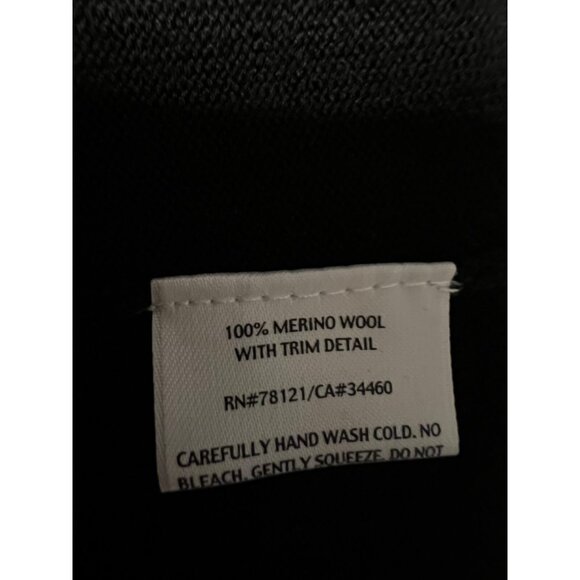 100% MERINO WOOL
WITH TRIM DETAIL
RN#78121/CA#34460
CAREFULLY HAND WASH COLD. NO
BLEACH. GENTLY SQUEEZE. DO NOT